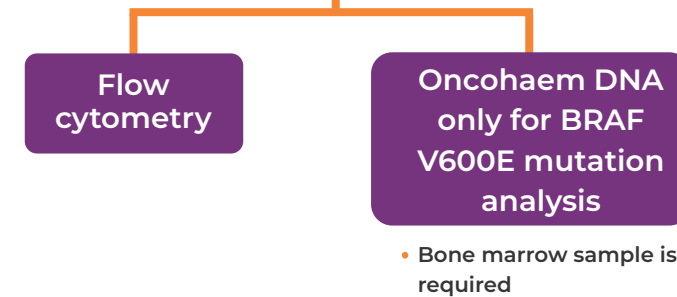 Flow
cytometry
Oncohaem DNA
only for BRAF
V600E mutation
analysis
• Bone marrow sample is
required